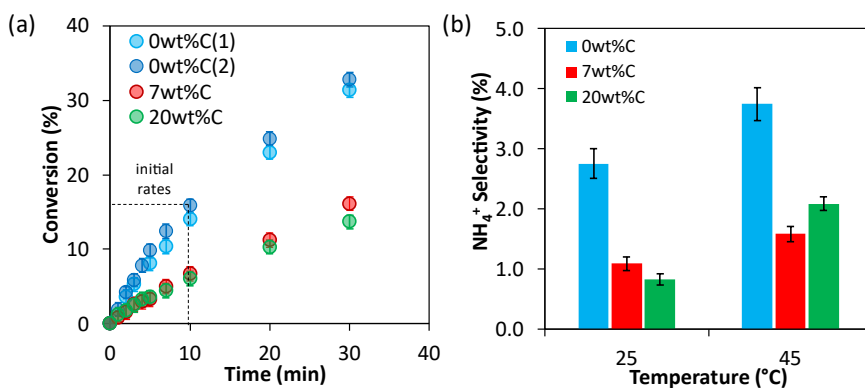 (a)
0wt%C(1)
0wt%C(2)
7wt%C
20wt%C
initial
rates
Conversion (%)
40
30
20
10
0
0 10 20 30 40
Time (min)
(b)
0wt%C
7wt%C
20wt%C
NH₄⁺ Selectivity (%)
5.0
4.0
3.0
2.0
1.0
0.0
25 45
Temperature (°C)